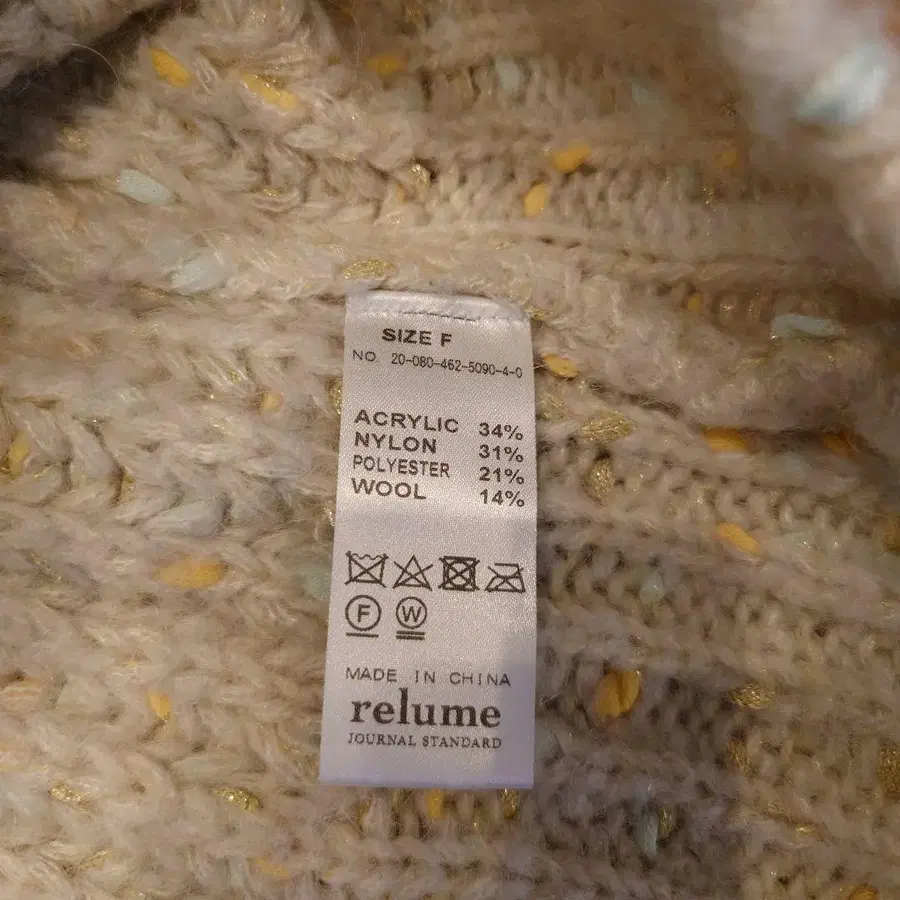 SIZE F
NO. 20-080-462-5090-4-0
ACRYLIC 34%
NYLON 31%
POLYESTER 21%
WOOL 14%
F W
MADE IN CHINA
relume
JOURNAL STANDARD